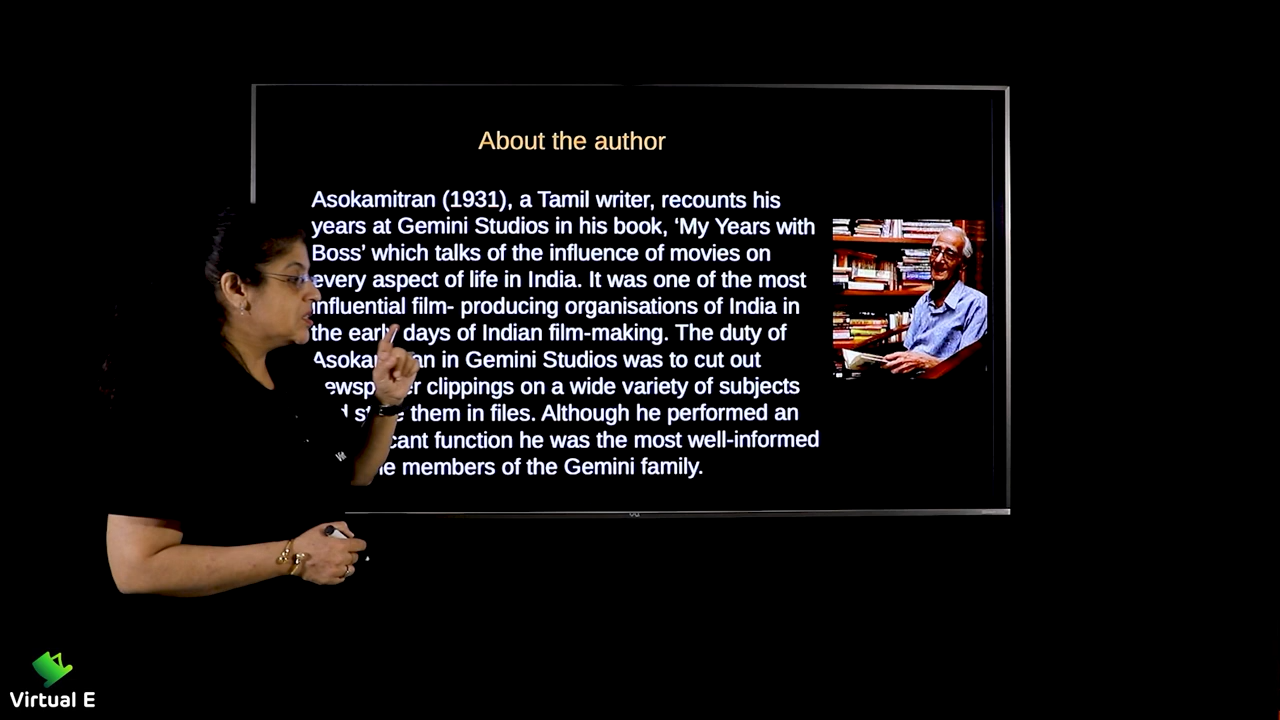 About the author
Asokamitran (1931), a Tamil writer, recounts his
years at Gemini Studios in his book, ‘My Years with
Boss’ which talks of the influence of movies on
every aspect of life in India. It was one of the most
influential film- producing organisations of India in
the early days of Indian film-making. The duty of
Asokamitran in Gemini Studios was to cut out
newspaper clippings on a wide variety of subjects
them in files. Although he performed an
function he was the most well-informed
members of the Gemini family.
Virtual E